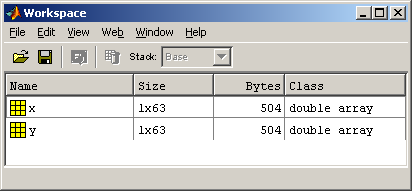 Workspace
File Edit View Web Window Help
Stack: Base
Name Size Bytes Class
x 1x63 504 double array
y 1x63 504 double array